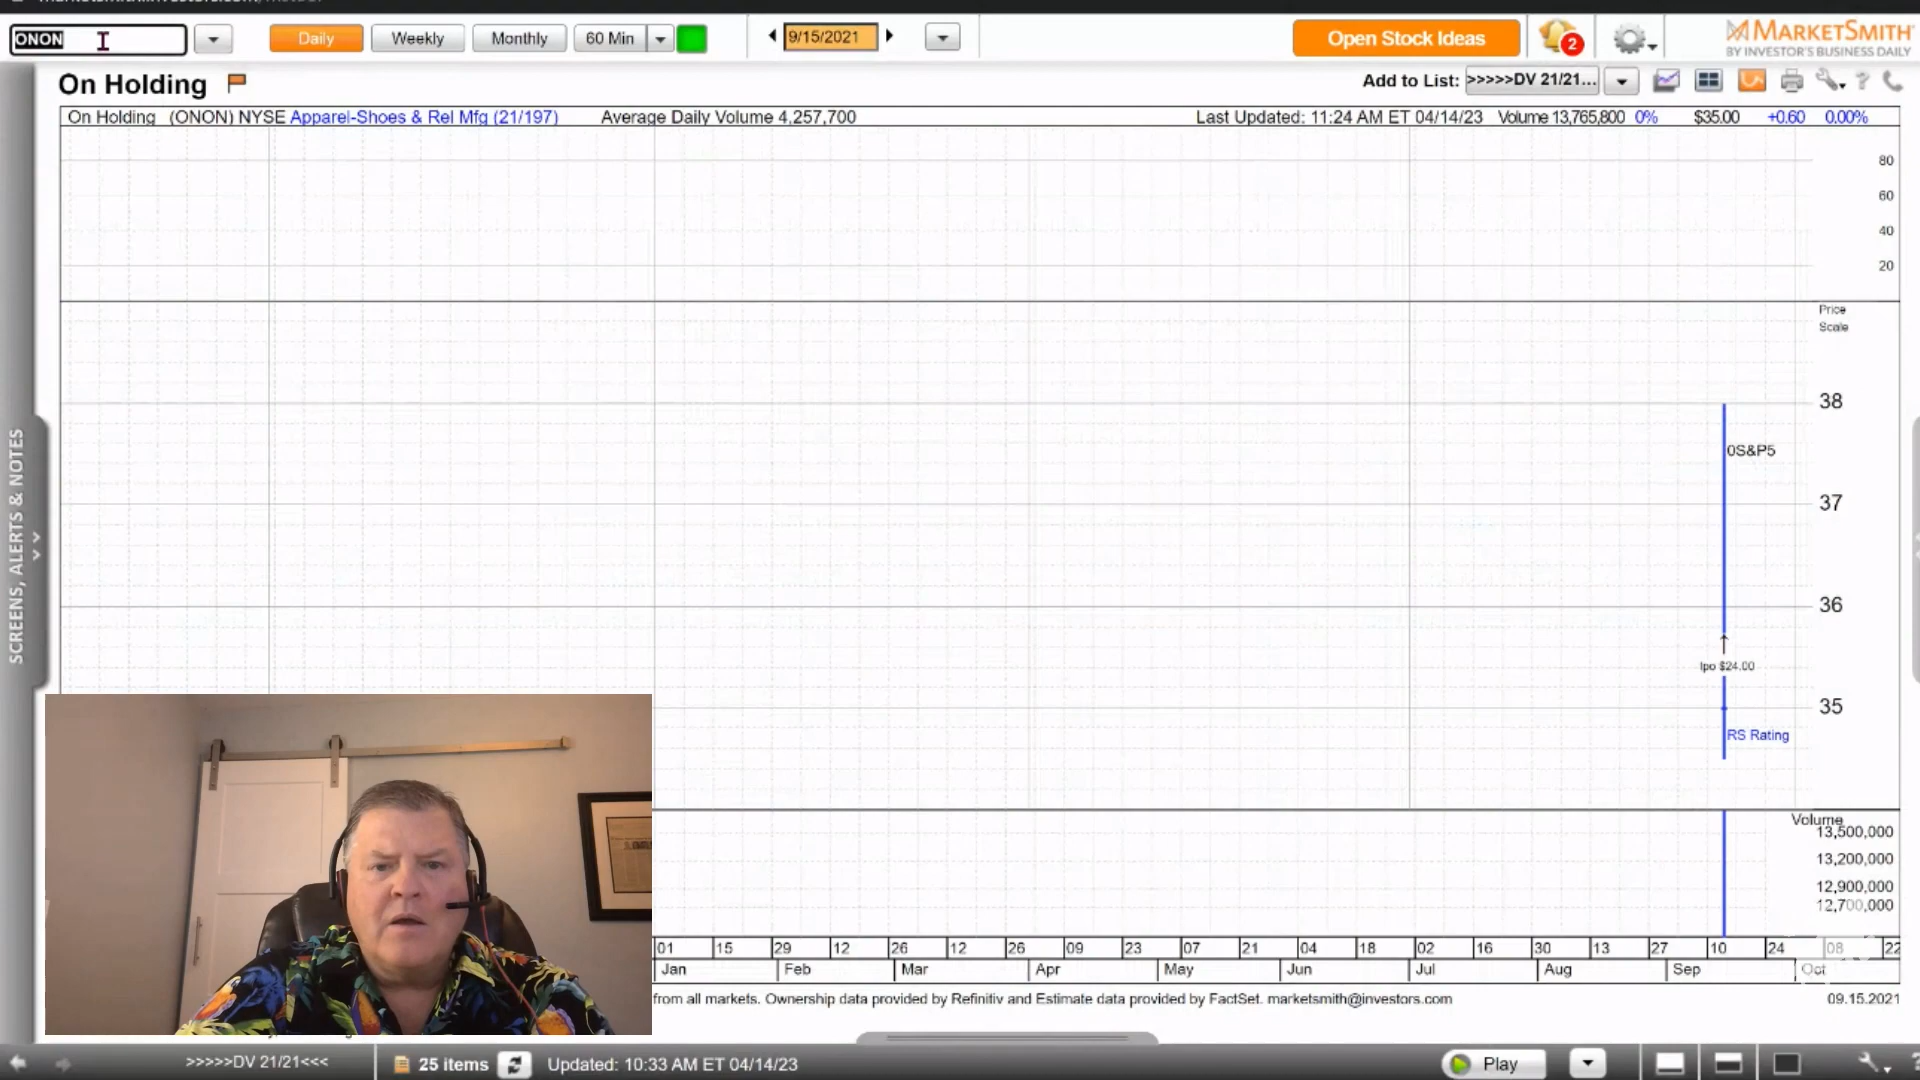 ONON
Daily
Weekly
Monthly
60 Min
9/15/2021
Open Stock Ideas
2
MARKETSMITH
BY INVESTOR'S BUSINESS DAILY
On Holding
Add to List: >>>>>DV 21/21...
On Holding (ONON) NYSE Apparel-Shoes & Rel Mfg (21/197) Average Daily Volume 4,257,700 Last Updated: 11:24 AM ET 04/14/23 Volume 13,765,800 0% $35.00 +0.60 0.00%
80
60
40
20
Price
Scale
38
0S&P5
37
36
Ipo $24.00
35
RS Rating
SCREENS, ALERTS & NOTES
Volume
13,500,000
13,200,000
12,900,000
12,700,000
01 15 29 12 26 12 26 09 23 07 21 04 18 02 16 30 13 27 10 24 08 22
Jan Feb Mar Apr May Jun Jul Aug Sep Oct
from all markets. Ownership data provided by Refinitiv and Estimate data provided by FactSet. marketsmith@investors.com 09.15.2021
>>>>>DV 21/21<<< 25 items Updated: 10:33 AM ET 04/14/23 Play